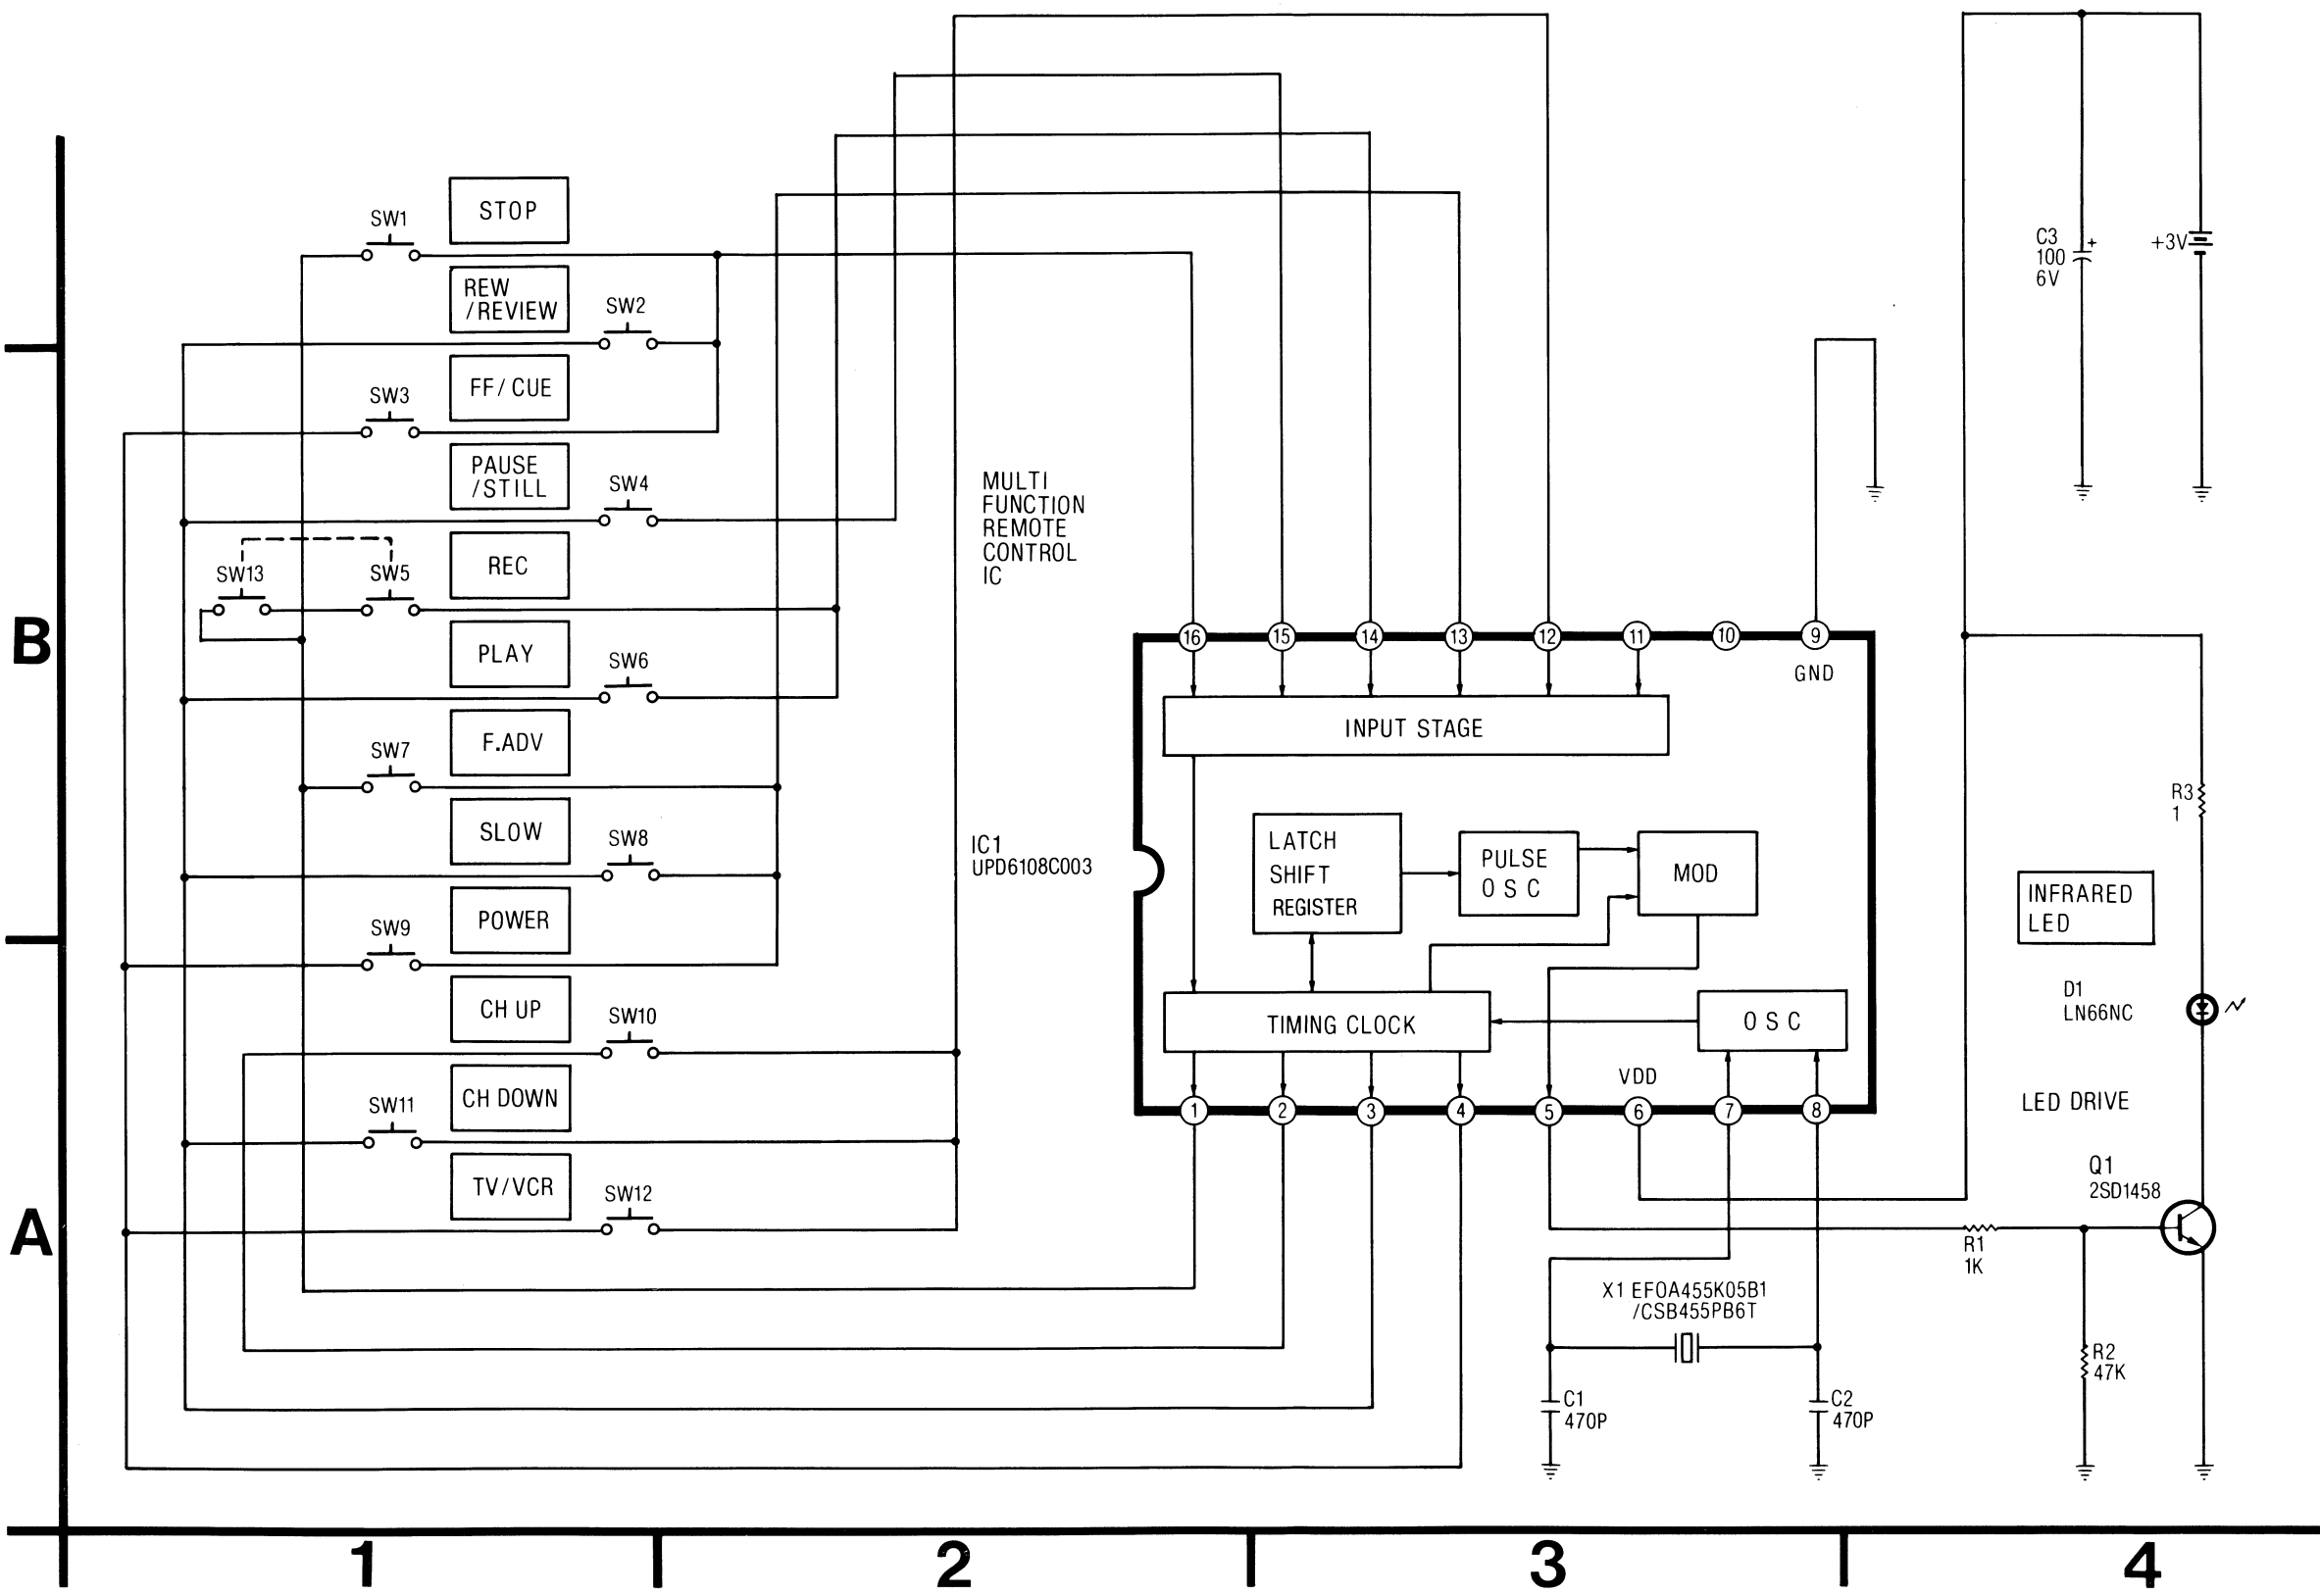 STOP
SW1
REW
/REVIEW
SW2
FF/CUE
SW3
PAUSE
/STILL
SW4
REC
SW13
SW5
PLAY
SW6
F.ADV
SW7
SLOW
SW8
POWER
SW9
CH UP
SW10
CH DOWN
SW11
TV/VCR
SW12
MULTI
FUNCTION
REMOTE
CONTROL
IC
IC1
UPD6108C003
16
15
14
13
12
11
10
9
GND
INPUT STAGE
LATCH
SHIFT
REGISTER
PULSE
OSC
MOD
TIMING CLOCK
OSC
VDD
1
2
3
4
5
6
7
8
X1 EFOA455K05B1
/CSB455PB6T
C1
470P
C2
470P
C3
100
6V
+
+3V
R3
1
INFRARED
LED
D1
LN66NC
LED DRIVE
Q1
2SD1458
R1
1K
R2
47K
B
A
1
2
3
4